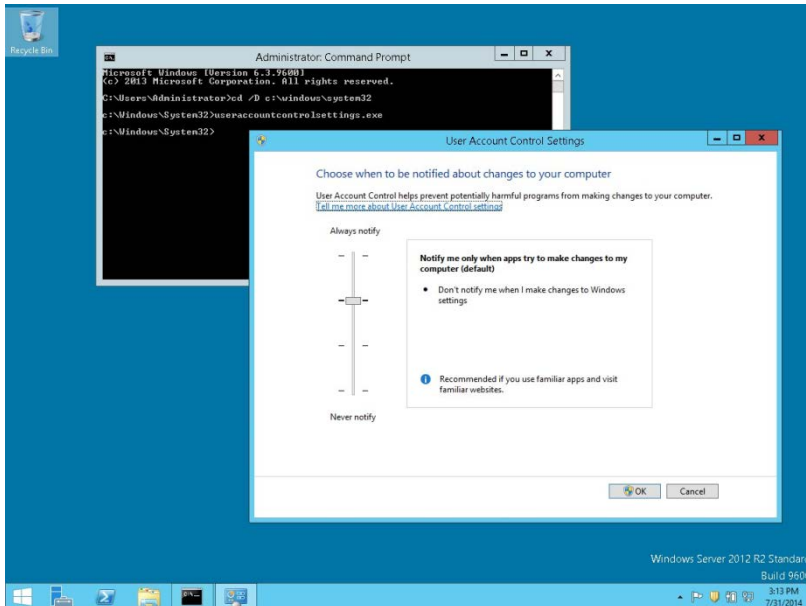 Recycle Bin
Administrator: Command Prompt
Microsoft Windows [Version 6.3.9600]
(c) 2013 Microsoft Corporation. All rights reserved.
C:\Users\Administrator>cd /D c:\windows\system32
c:\Windows\System32>useraccountcontrolsettings.exe
c:\Windows\System32>
User Account Control Settings
Choose when to be notified about changes to your computer
User Account Control helps prevent potentially harmful programs from making changes to your computer.
Tell me more about User Account Control settings
Always notify
Notify me only when apps try to make changes to my
computer (default)
• Don't notify me when I make changes to Windows
settings
Recommended if you use familiar apps and visit
familiar websites.
Never notify
OK Cancel
Windows Server 2012 R2 Standar
Build 960
3:13 PM
7/31/2014